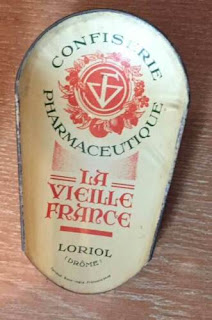 CONFISERIE
PHARMACEUTIQUE
LA
VIEILLE
FRANCE
LORIOL
(DRÔME)